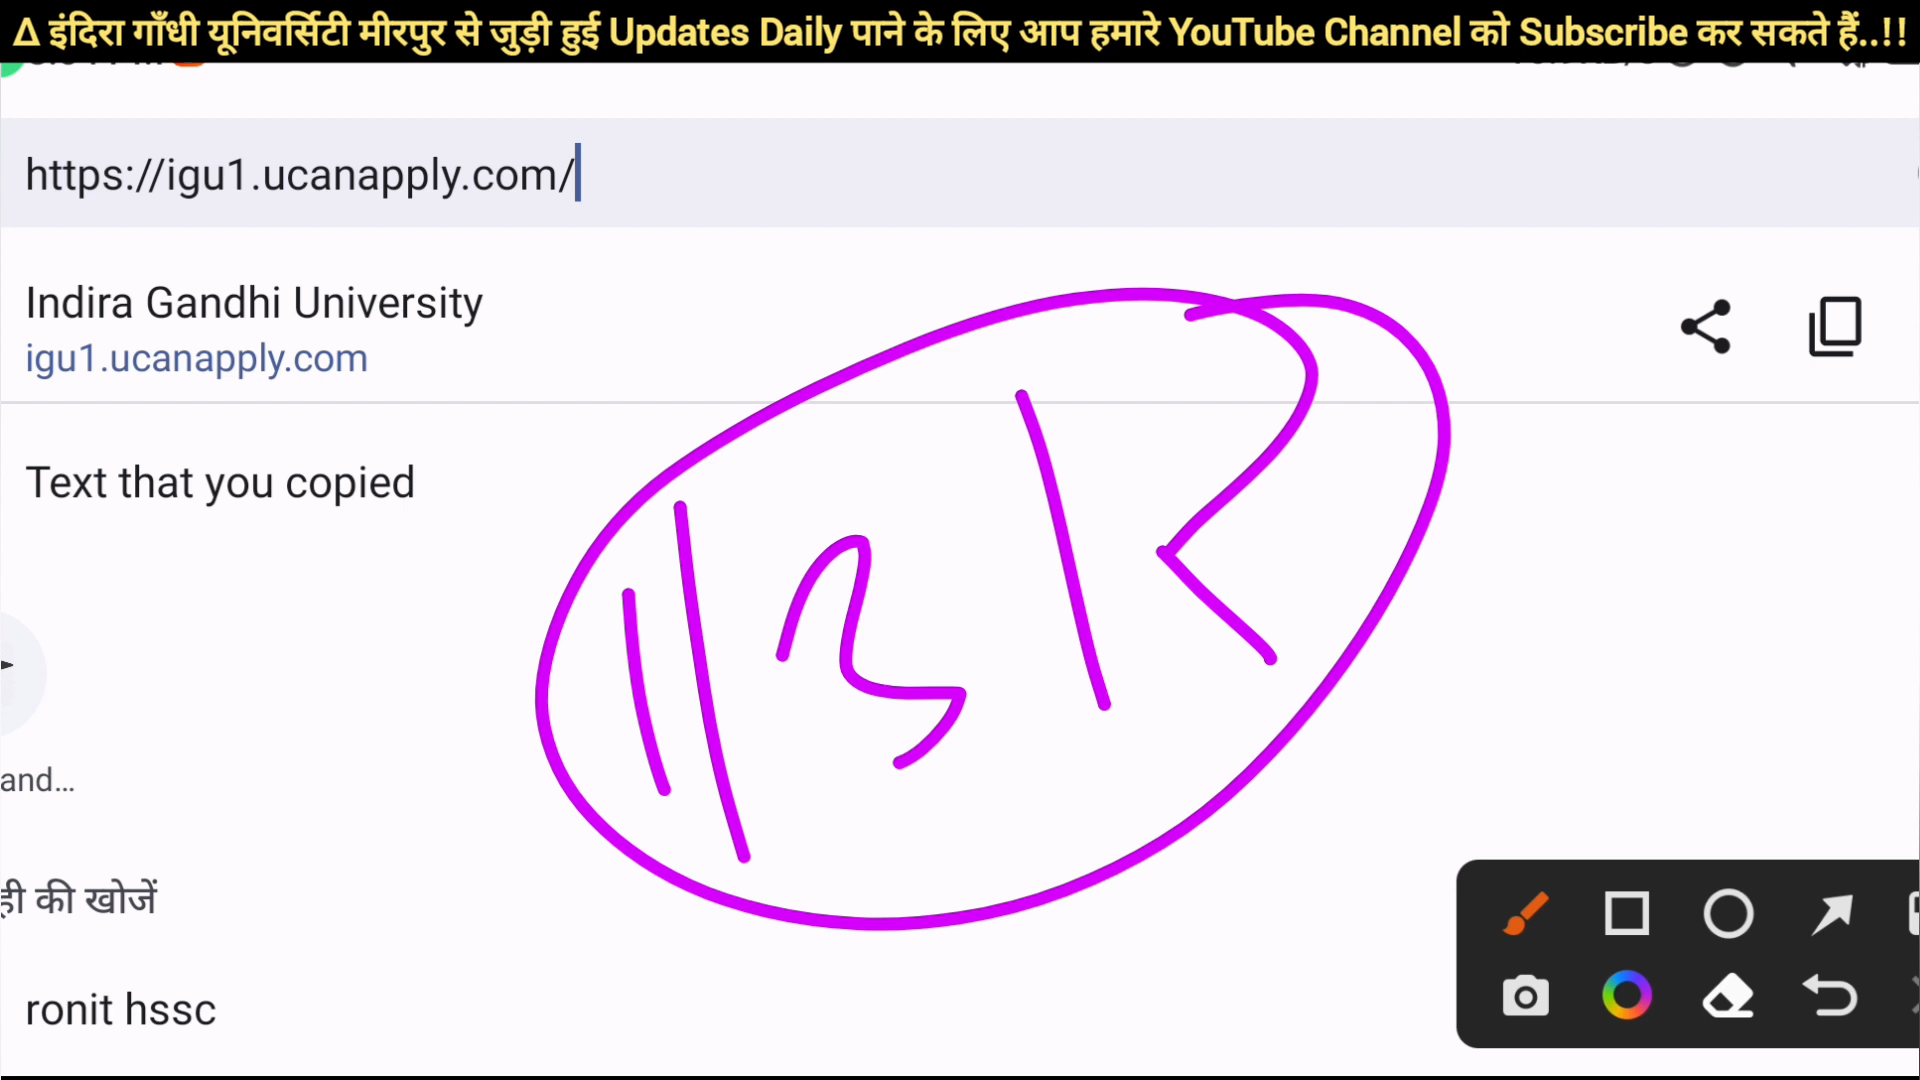 ∆ इंदिरा गाँधी यूनिवर्सिटी मीरपुर से जुड़ी हुई Updates Daily पाने के लिए आप हमारे YouTube Channel को Subscribe कर सकते हैं..!!
https://igu1.ucanapply.com/
Indira Gandhi University
igu1.ucanapply.com
Text that you copied
and...
ही की खोजें
ronit hssc